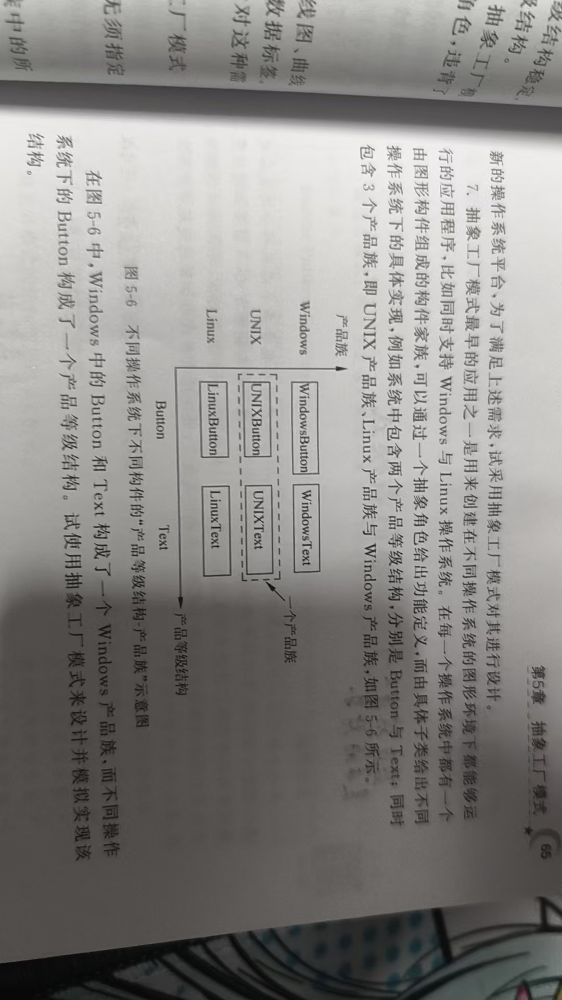 级结构稳定,
级结构。
抽象工厂模
角色,违背了
线图、曲线
数据标签。
对这种需
工厂模式
无须指定
中的所
第5章 抽象工厂模式 ★ 65
新的操作系统平台、为了满足上述需求,试采用抽象工厂模式对其进行设计。
7. 抽象工厂模式最早的应用之一是用来创建在不同操作系统的图形环境下都能够运
行的应用程序,比如同时支持 Windows 与 Linux 操作系统。在每一个操作系统中都有一个
由图形构件组成的构件家族,可以通过一个抽象角色给出功能定义,而由具体子类给出不同
操作系统下的具体实现,例如系统中包含两个产品等级结构,分别是 Button 与 Text; 同时
包含 3 个产品族,即 UNIX 产品族、Linux 产品族与 Windows 产品族,如图 5-6 所示。
产品族
Windows WindowsButton WindowsText
一个产品族
UNIX UNIXButton UNIXText
Linux LinuxButton LinuxText
产品等级结构
Button Text
图 5-6 不同操作系统下不同构件的“产品等级结构-产品族”示意图
在图 5-6 中,Windows 中的 Button 和 Text 构成了一个 Windows 产品族,而不同操作
系统下的 Button 构成了一个产品等级结构。试使用抽象工厂模式来设计并模拟实现该
结构。